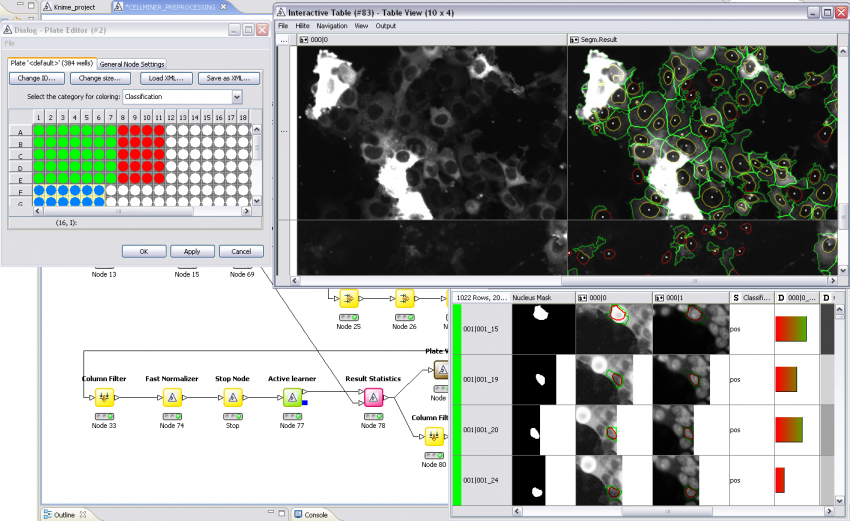 Knime_project
*CELLMINER_PREPROCESSING
Dialog - Plate Editor (#2)
File
Plate '<default>' (384 wells)
General Node Settings
Change ID...
Change size...
Load XML...
Save as XML...
Select the category for coloring:
Classification
1 2 3 4 5 6 7 8 9 10 11 12 13 14 15 16 17 18
A
B
C
D
E
F
G
(16, I):
OK
Apply
Cancel
Interactive Table (#83) - Table View (10 x 4)
File Hilite Navigation View Output
... 000|0 Segm.Result
...
Node 13
Node 15
Node 69
Node 25
Node 26
Column Filter
Node 33
Fast Normalizer
Node 74
Stop Node
Stop
Active learner
Node 77
Result Statistics
Node 78
Node 80
1022 Rows, 20... Nucleus Mask 000|0 000|1 S Classifi... D 000|0_... D
001|001_15 pos
001|001_19 pos
001|001_20 pos
001|001_24 pos
Outline
Console